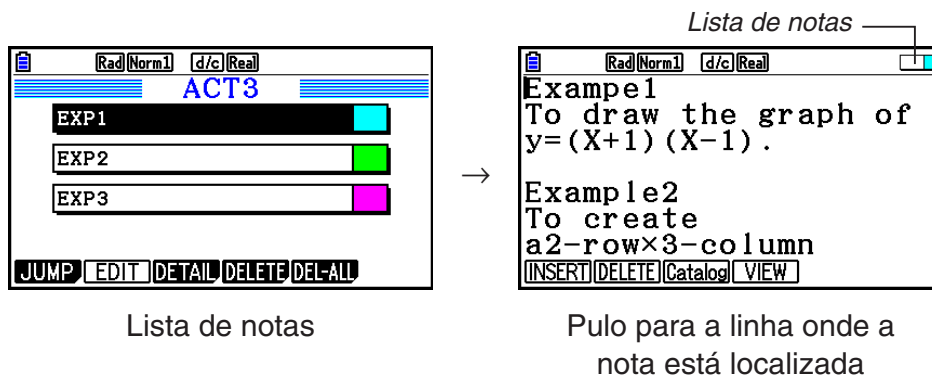 Lista de notas
Rad Norm1 d/c Real
ACT3
EXP1
EXP2
EXP3
JUMP EDIT DETAIL DELETE DEL-ALL
Lista de notas
→
Rad Norm1 d/c Real
Exampel
To draw the graph of
y=(X+1)(X-1).
Example2
To create
a2-row×3-column
INSERT DELETE Catalog VIEW
Pulo para a linha onde a
nota está localizada